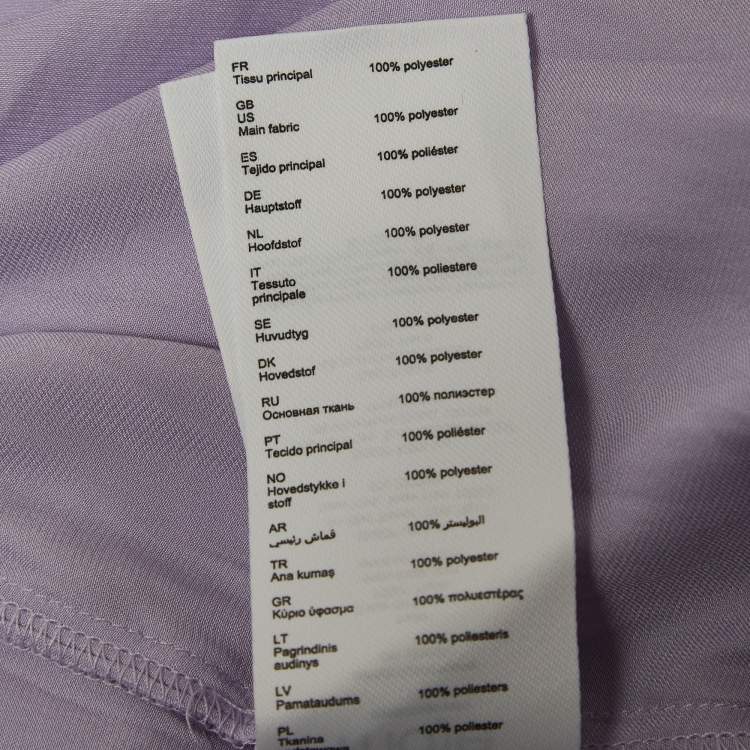 FR
Tissu principal 100% polyester
GB
US
Main fabric 100% polyester
ES
Tejido principal 100% poliéster
DE
Hauptstoff 100% polyester
NL
Hoofdstof 100% polyester
IT
Tessuto 100% poliestere
principale
SE
Huvudtyg 100% polyester
DK
Hovedstof 100% polyester
RU
Основная ткань 100% полиэстер
PT
Tecido principal 100% poliéster
NO
Hovedstykke i 100% polyester
stoff
AR
قماش رئيسي 100% البوليستر
TR
Ana kumaş 100% polyester
GR
Κύριο ύφασμα 100% πολυεστέρας
LT
Pagrindinis 100% poliesteris
audinys
LV
Pamataudums 100% poliesters
PL
Tkanina 100% poliester